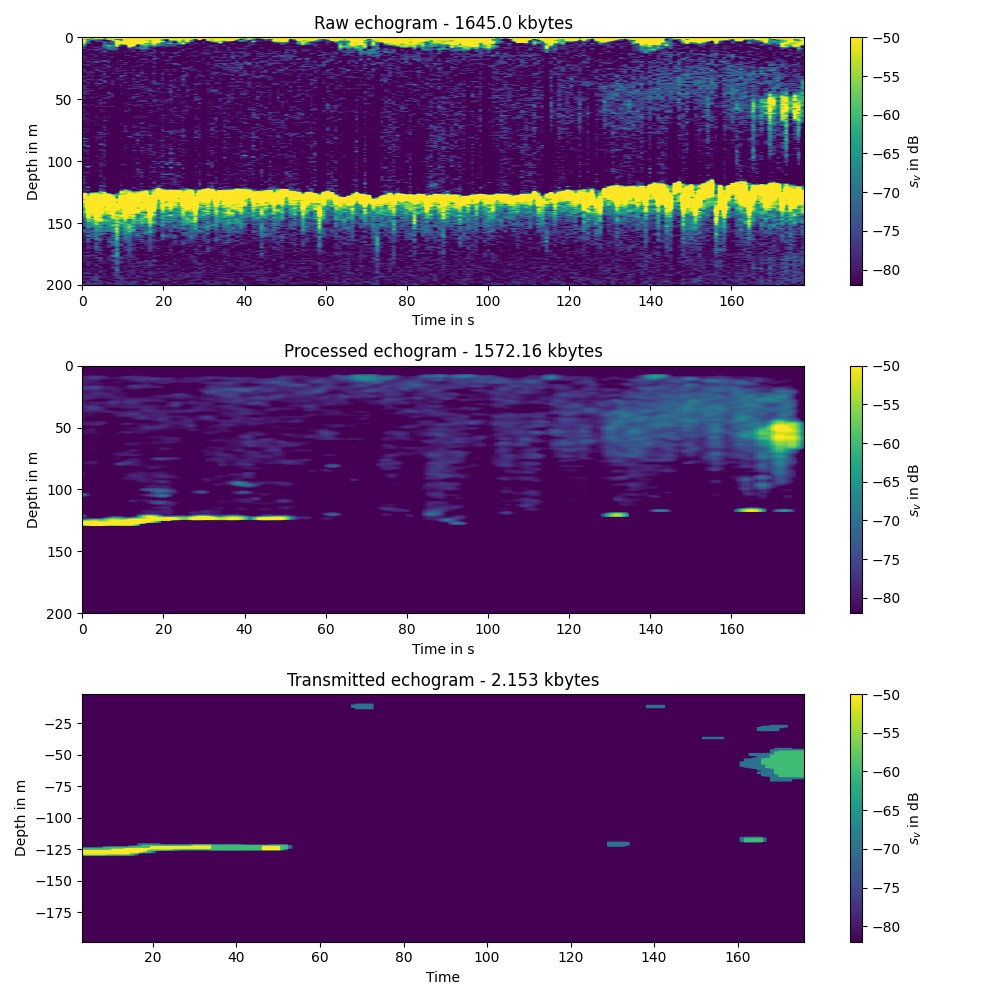 Raw echogram - 1645.0 kbytes
0
50
100
150
200
Depth in m
0 20 40 60 80 100 120 140 160
Time in s
−50
−55
−60
−65
−70
−75
−80
sv in dB
Processed echogram - 1572.16 kbytes
0
50
100
150
200
Depth in m
0 20 40 60 80 100 120 140 160
Time in s
−50
−55
−60
−65
−70
−75
−80
sv in dB
Transmitted echogram - 2.153 kbytes
−25
−50
−75
−100
−125
−150
−175
Depth in m
20 40 60 80 100 120 140 160
Time
−50
−55
−60
−65
−70
−75
−80
sv in dB